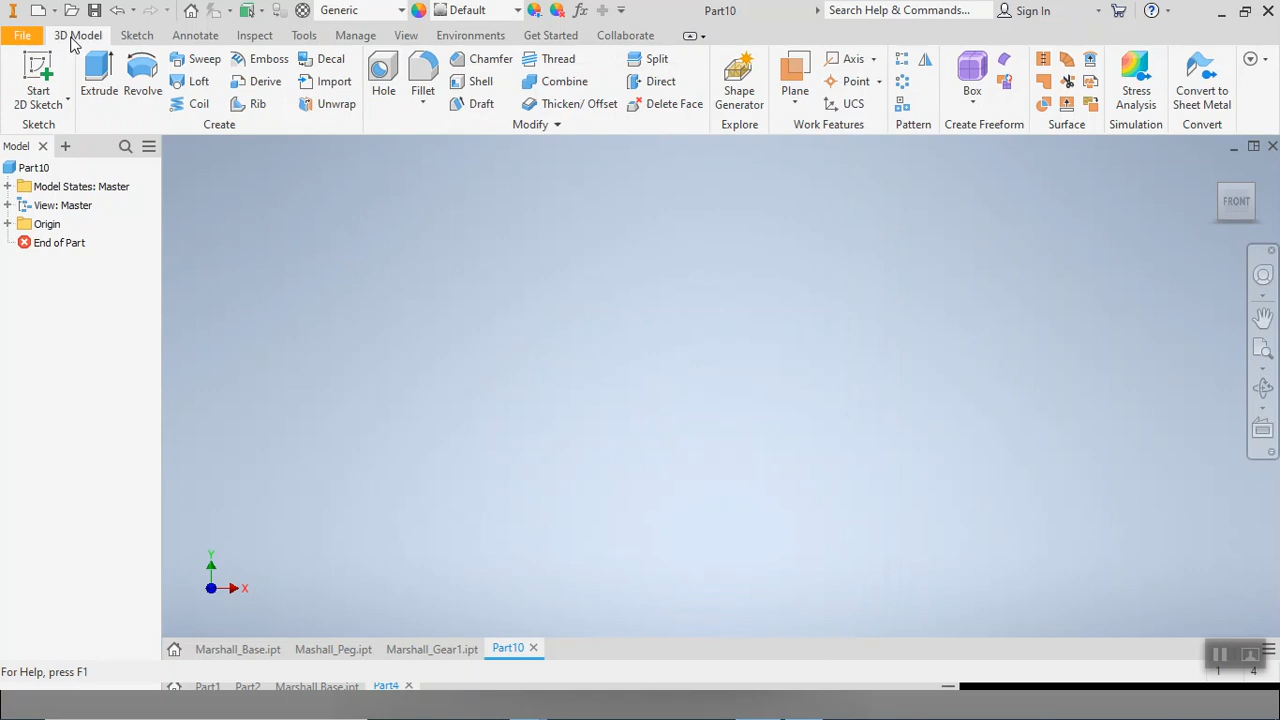 Generic Default Part10 Search Help & Commands... Sign In
File 3D Model Sketch Annotate Inspect Tools Manage View Environments Get Started Collaborate
Start 2D Sketch
Extrude Revolve
Sweep Emboss Decal
Loft Derive Import
Coil Rib Unwrap
Hole Fillet
Chamfer Thread Split
Shell Combine Direct
Draft Thicken/ Offset Delete Face
Shape Generator
Plane
Axis
Point
UCS
Box
Stress Analysis
Convert to Sheet Metal
Sketch Create Modify Explore Work Features Pattern Create Freeform Surface Simulation Convert
Model
Part10
Model States: Master
View: Master
Origin
End of Part
FRONT
Y
X
Marshall_Base.ipt Mashall_Peg.ipt Marshall_Gear1.ipt Part10
For Help, press F1
1 4
Part1 Part2 Marshall Base.ipt Part4